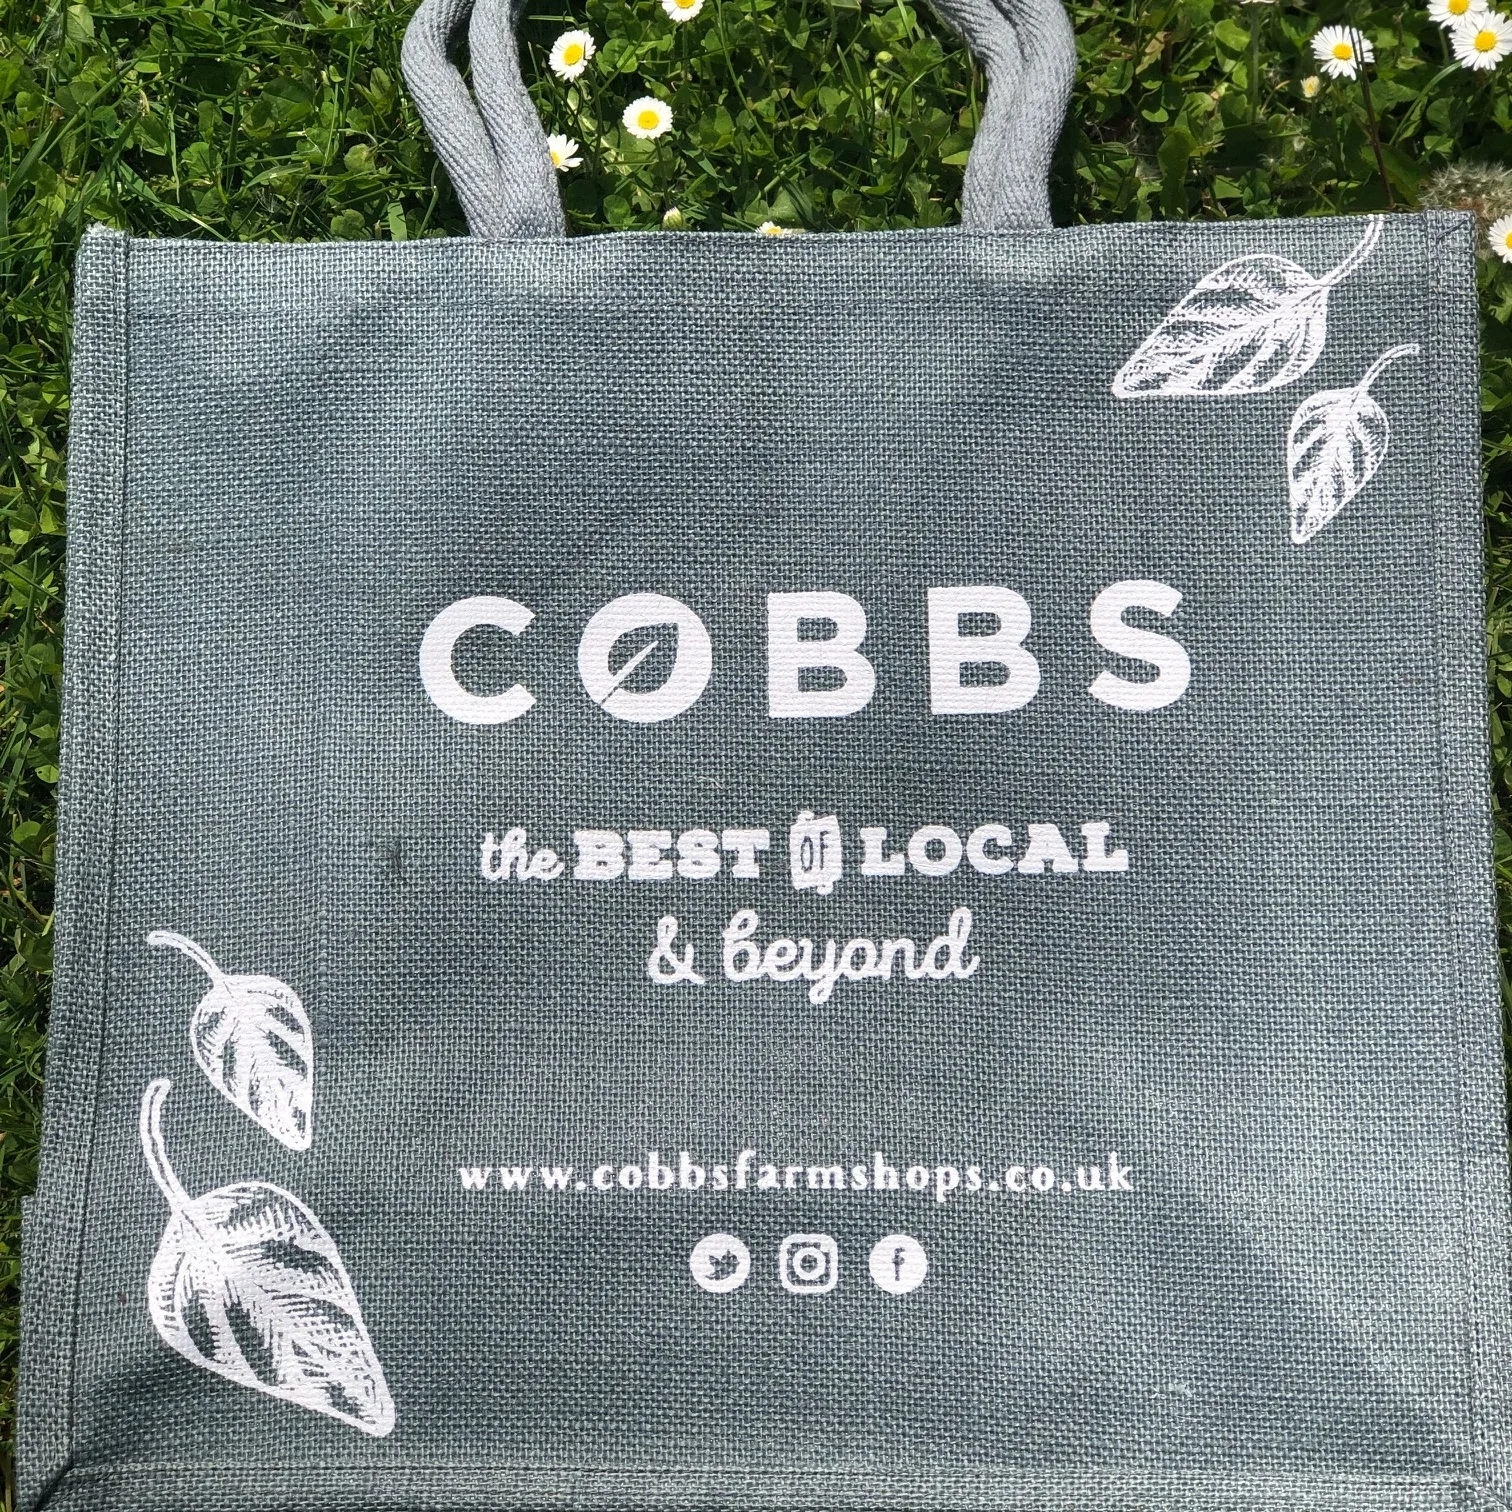 COBBS
the BEST OF LOCAL
& beyond
www.cobbsfarmshops.co.uk